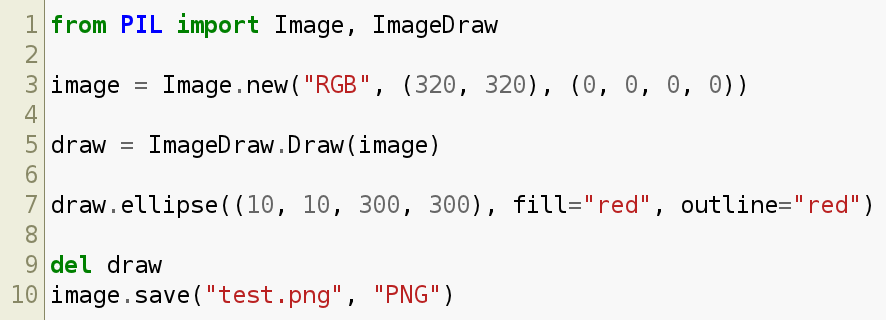 1 from PIL import Image, ImageDraw
2
3 image = Image.new("RGB", (320, 320), (0, 0, 0, 0))
4
5 draw = ImageDraw.Draw(image)
6
7 draw.ellipse((10, 10, 300, 300), fill="red", outline="red")
8
9 del draw
10 image.save("test.png", "PNG")